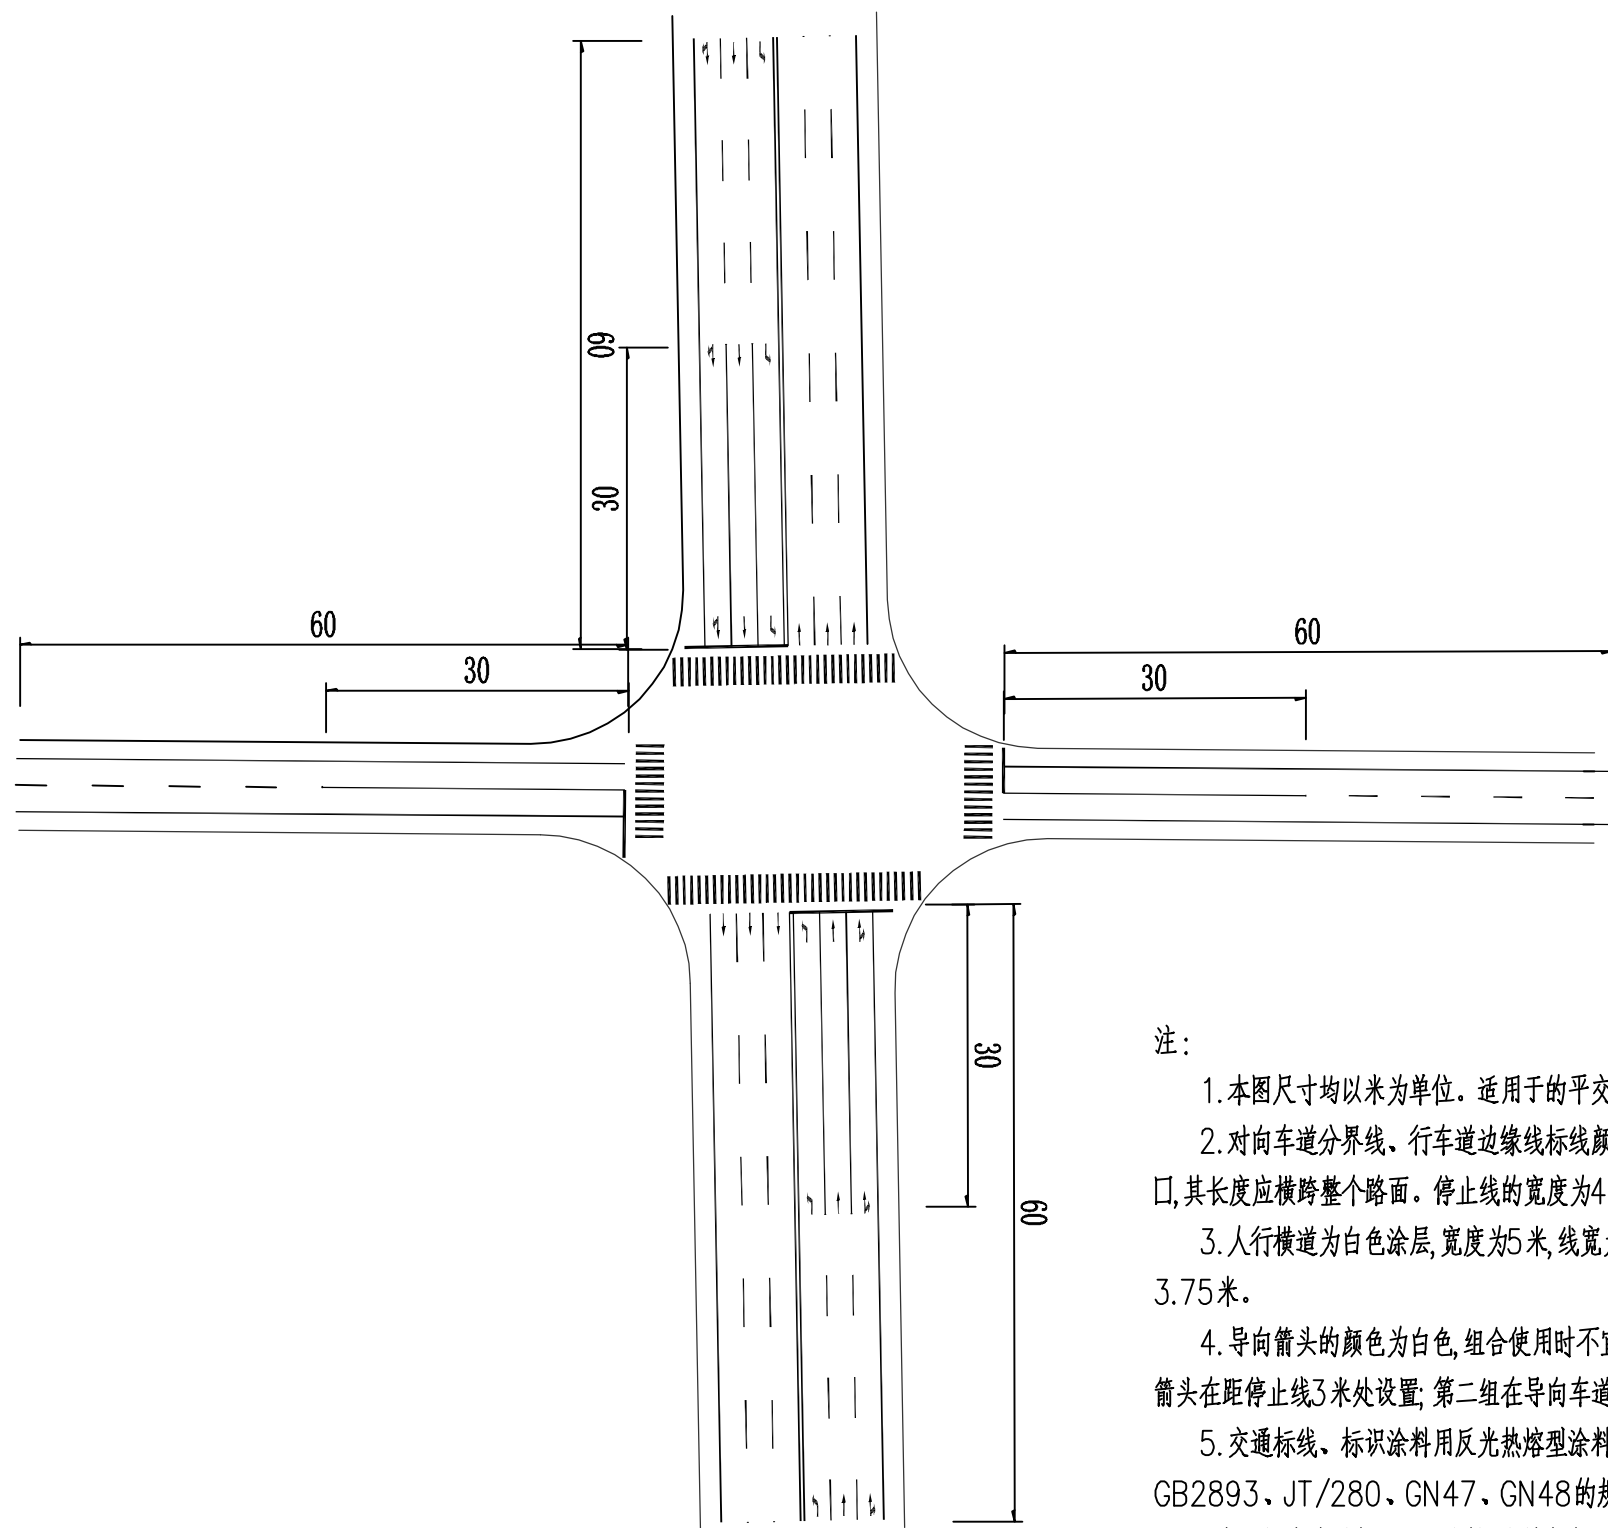 60
30
60
30
60
30
30
60
注:
1.本图尺寸均以米为单位。适用于的平交
2.对向车道分界线、行车道边缘线标线颜
口,其长度应横跨整个路面。停止线的宽度为4
3.人行横道为白色涂层,宽度为5米,线宽
3.75米。
4.导向箭头的颜色为白色,组合使用时不宜
箭头在距停止线3米处设置;第二组在导向车道
5.交通标线、标识涂料用反光热熔型涂料
GB2893、JT/280、GN47、GN48的规